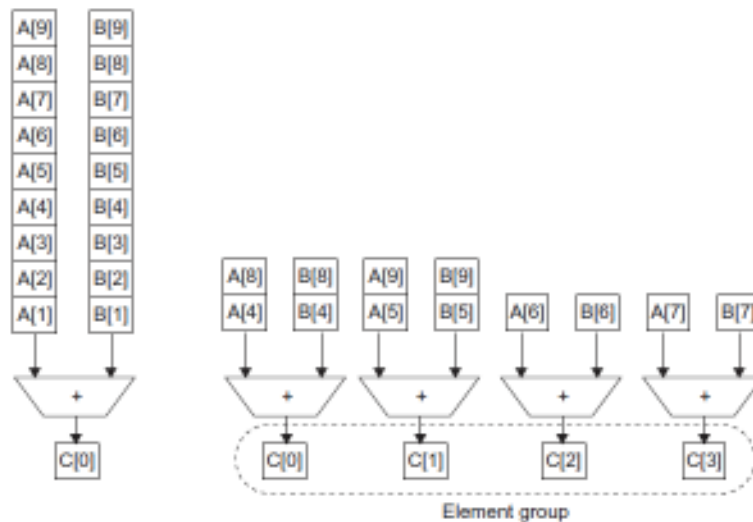 A[9] B[9]
A[8] B[8]
A[7] B[7]
A[6] B[6]
A[5] B[5]
A[4] B[4]
A[3] B[3]
A[2] B[2]
A[1] B[1]
+
C[0]
A[8] B[8] A[9] B[9]
A[4] B[4] A[5] B[5] A[6] B[6] A[7] B[7]
+ + + +
C[0] C[1] C[2] C[3]
Element group